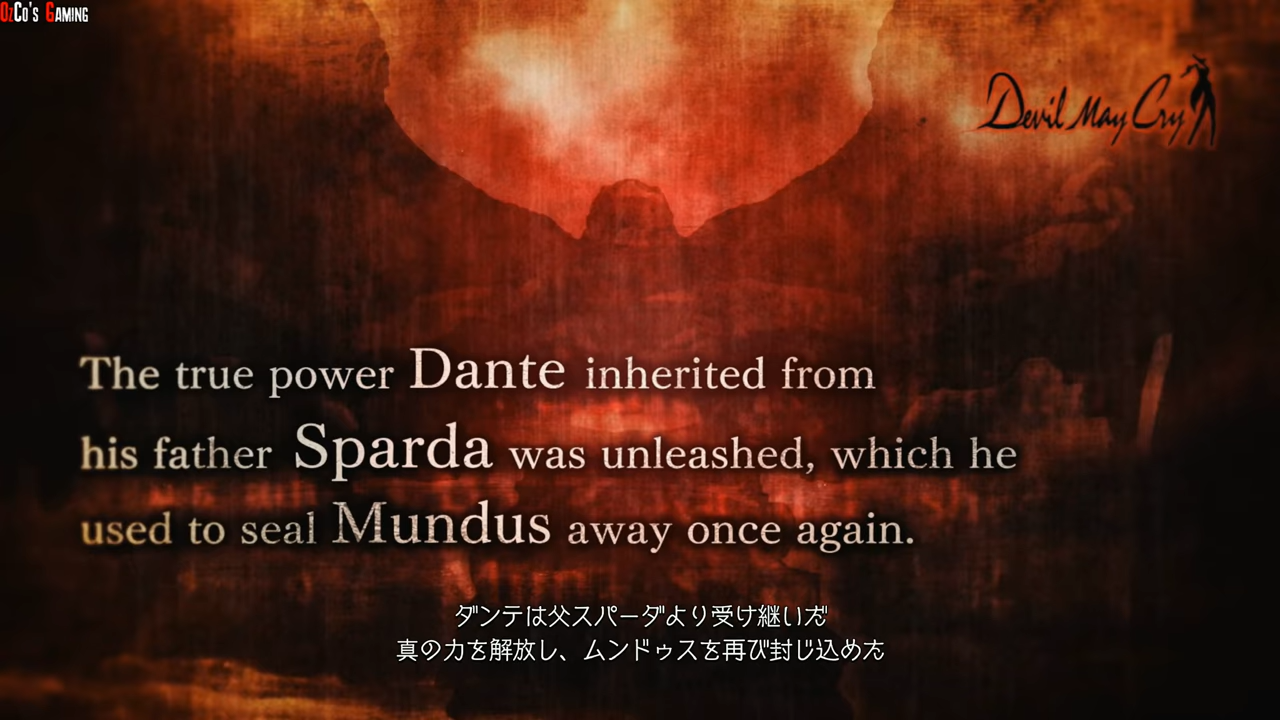 OzCo's Gaming
Devil May Cry
The true power Dante inherited from
his father Sparda was unleashed, which he
used to seal Mundus away once again.
ダンテは父スパーダより受け継いだ
真の力を解放し、ムンドゥスを再び封じ込めた